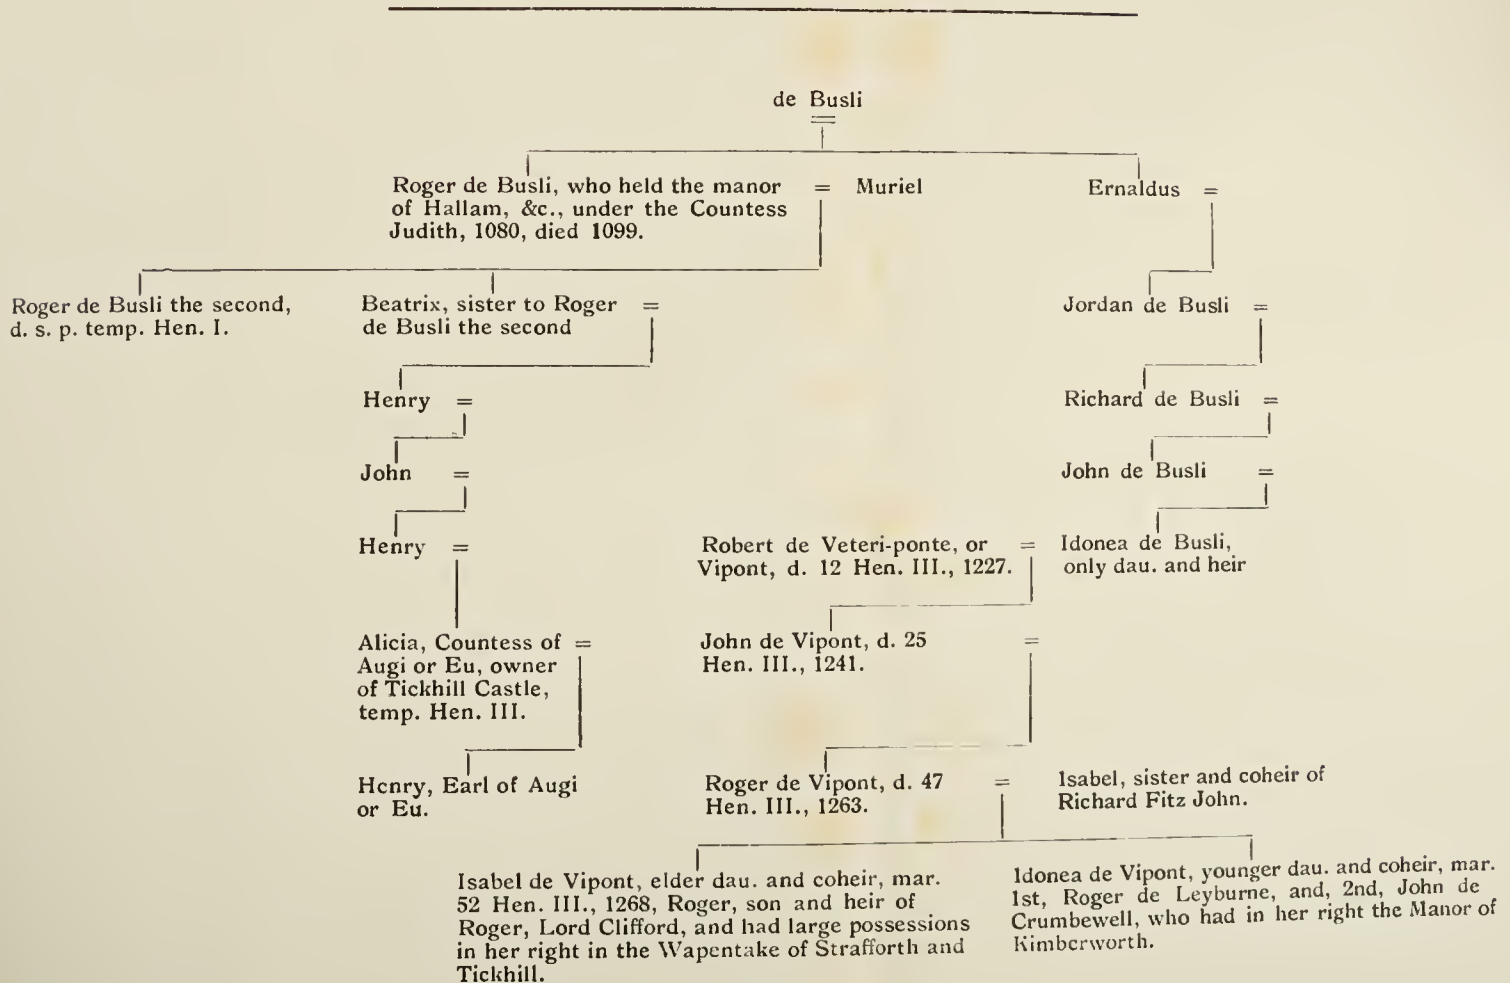 de Busli
=
Roger de Busli, who held the manor
of Hallam, &c., under the Countess
Judith, 1080, died 1099.
= Muriel
Ernaldus =
Roger de Busli the second,
d. s. p. temp. Hen. I.
Beatrix, sister to Roger =
de Busli the second
Jordan de Busli =
Henry =
Richard de Busli =
John =
John de Busli =
Henry =
Robert de Veteri-ponte, or =
Vipont, d. 12 Hen. III., 1227.
Idonea de Busli,
only dau. and heir
Alicia, Countess of =
Augi or Eu, owner
of Tickhill Castle,
temp. Hen. III.
John de Vipont, d. 25 =
Hen. III., 1241.
Henry, Earl of Augi
or Eu.
Roger de Vipont, d. 47 =
Hen. III., 1263.
Isabel, sister and coheir of
Richard Fitz John.
Isabel de Vipont, elder dau. and coheir, mar.
52 Hen. III., 1268, Roger, son and heir of
Roger, Lord Clifford, and had large possessions
in her right in the Wapentake of Strafforth and
Tickhill.
Idonea de Vipont, younger dau. and coheir, mar.
1st, Roger de Leyburne, and, 2nd, John de
Crumbewell, who had in her right the Manor of
Kimberworth.